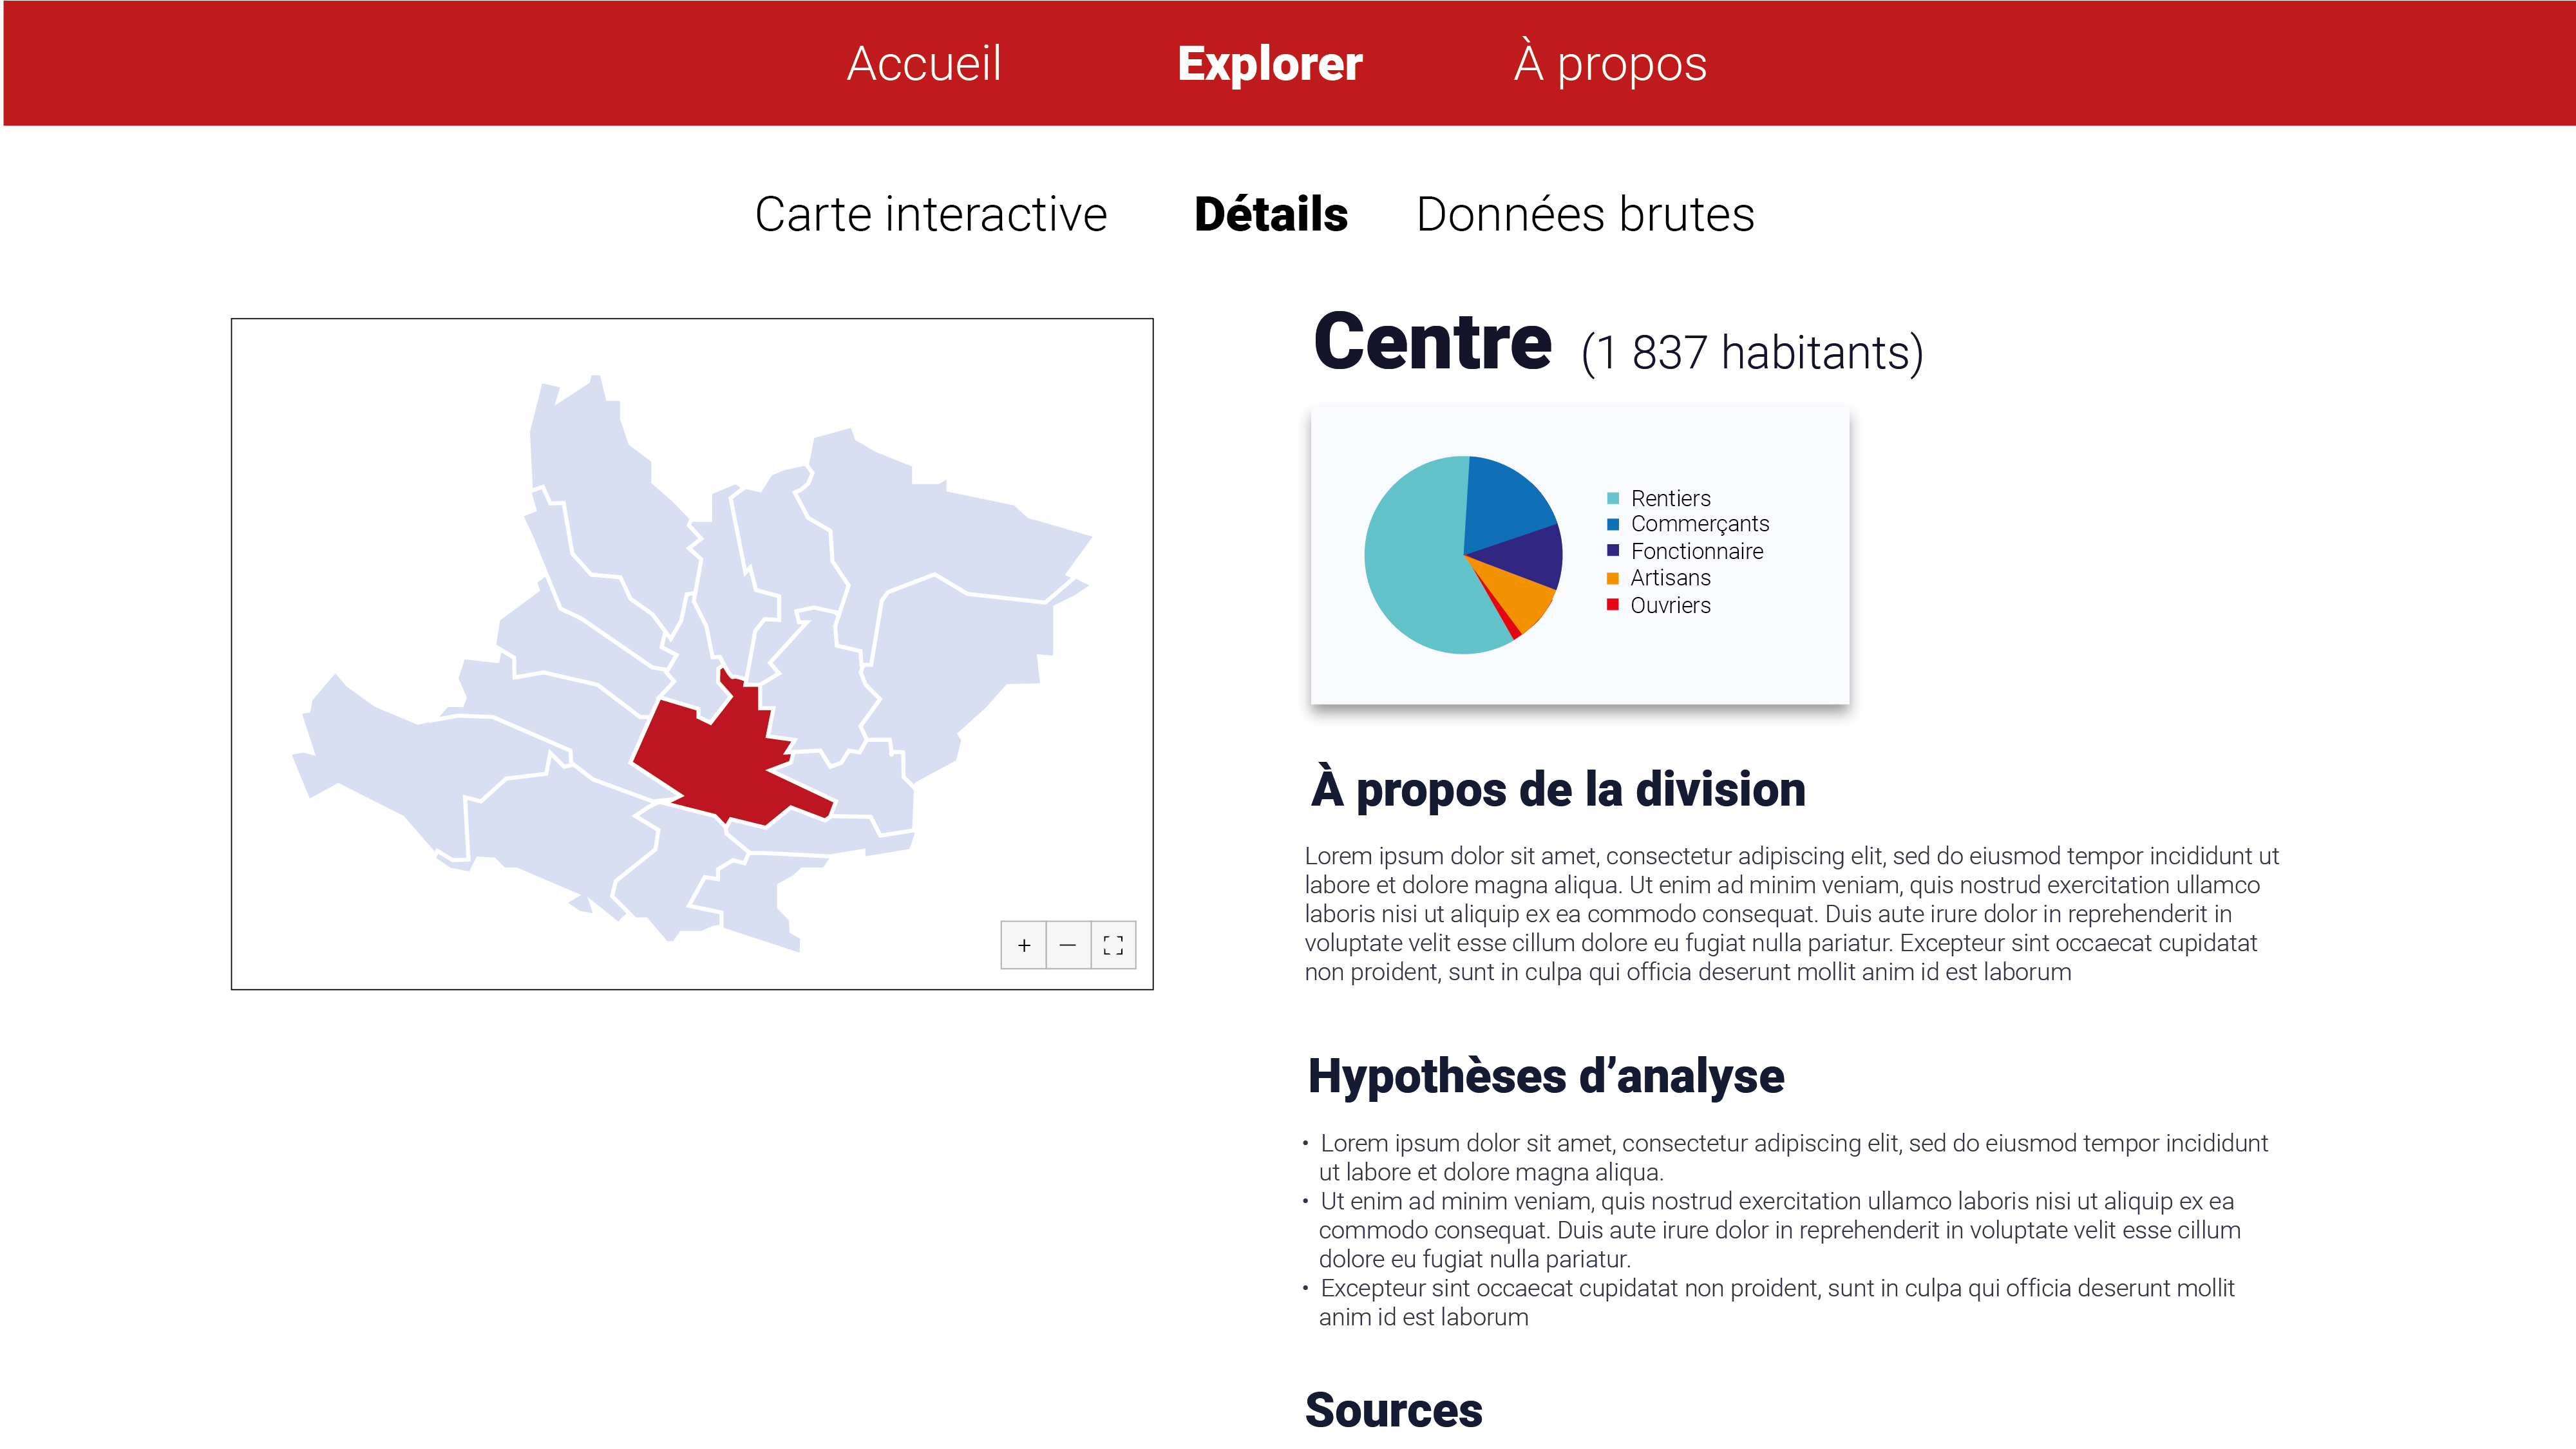 Accueil Explorer À propos
Carte interactive Détails Données brutes
Centre (1 837 habitants)
Rentiers
Commerçants
Fonctionnaire
Artisans
Ouvriers
À propos de la division
Lorem ipsum dolor sit amet, consectetur adipiscing elit, sed do eiusmod tempor incididunt ut
labore et dolore magna aliqua. Ut enim ad minim veniam, quis nostrud exercitation ullamco
laboris nisi ut aliquip ex ea commodo consequat. Duis aute irure dolor in reprehenderit in
voluptate velit esse cillum dolore eu fugiat nulla pariatur. Excepteur sint occaecat cupidatat
non proident, sunt in culpa qui officia deserunt mollit anim id est laborum
Hypothèses d’analyse
• Lorem ipsum dolor sit amet, consectetur adipiscing elit, sed do eiusmod tempor incididunt
ut labore et dolore magna aliqua.
• Ut enim ad minim veniam, quis nostrud exercitation ullamco laboris nisi ut aliquip ex ea
commodo consequat. Duis aute irure dolor in reprehenderit in voluptate velit esse cillum
dolore eu fugiat nulla pariatur.
• Excepteur sint occaecat cupidatat non proident, sunt in culpa qui officia deserunt mollit
anim id est laborum
Sources